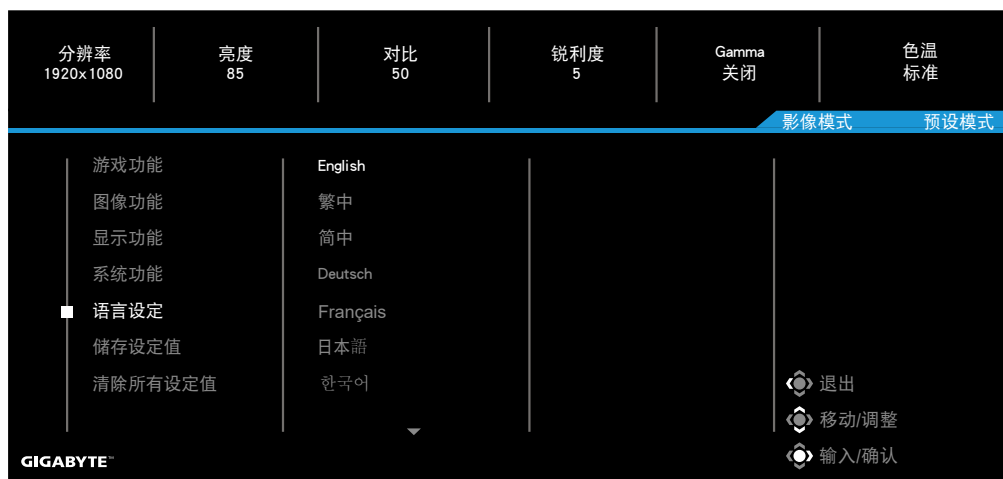 分辨率 亮度 对比 锐利度 Gamma 色温
1920x1080 85 50 5 关闭 标准
影像模式 预设模式
游戏功能 English
图像功能 繁中
显示功能 简中
系统功能 Deutsch
语言设定 Français
储存设定值 日本語
清除所有设定值 한국어
退出
移动/调整
GIGABYTE™ 输入/确认